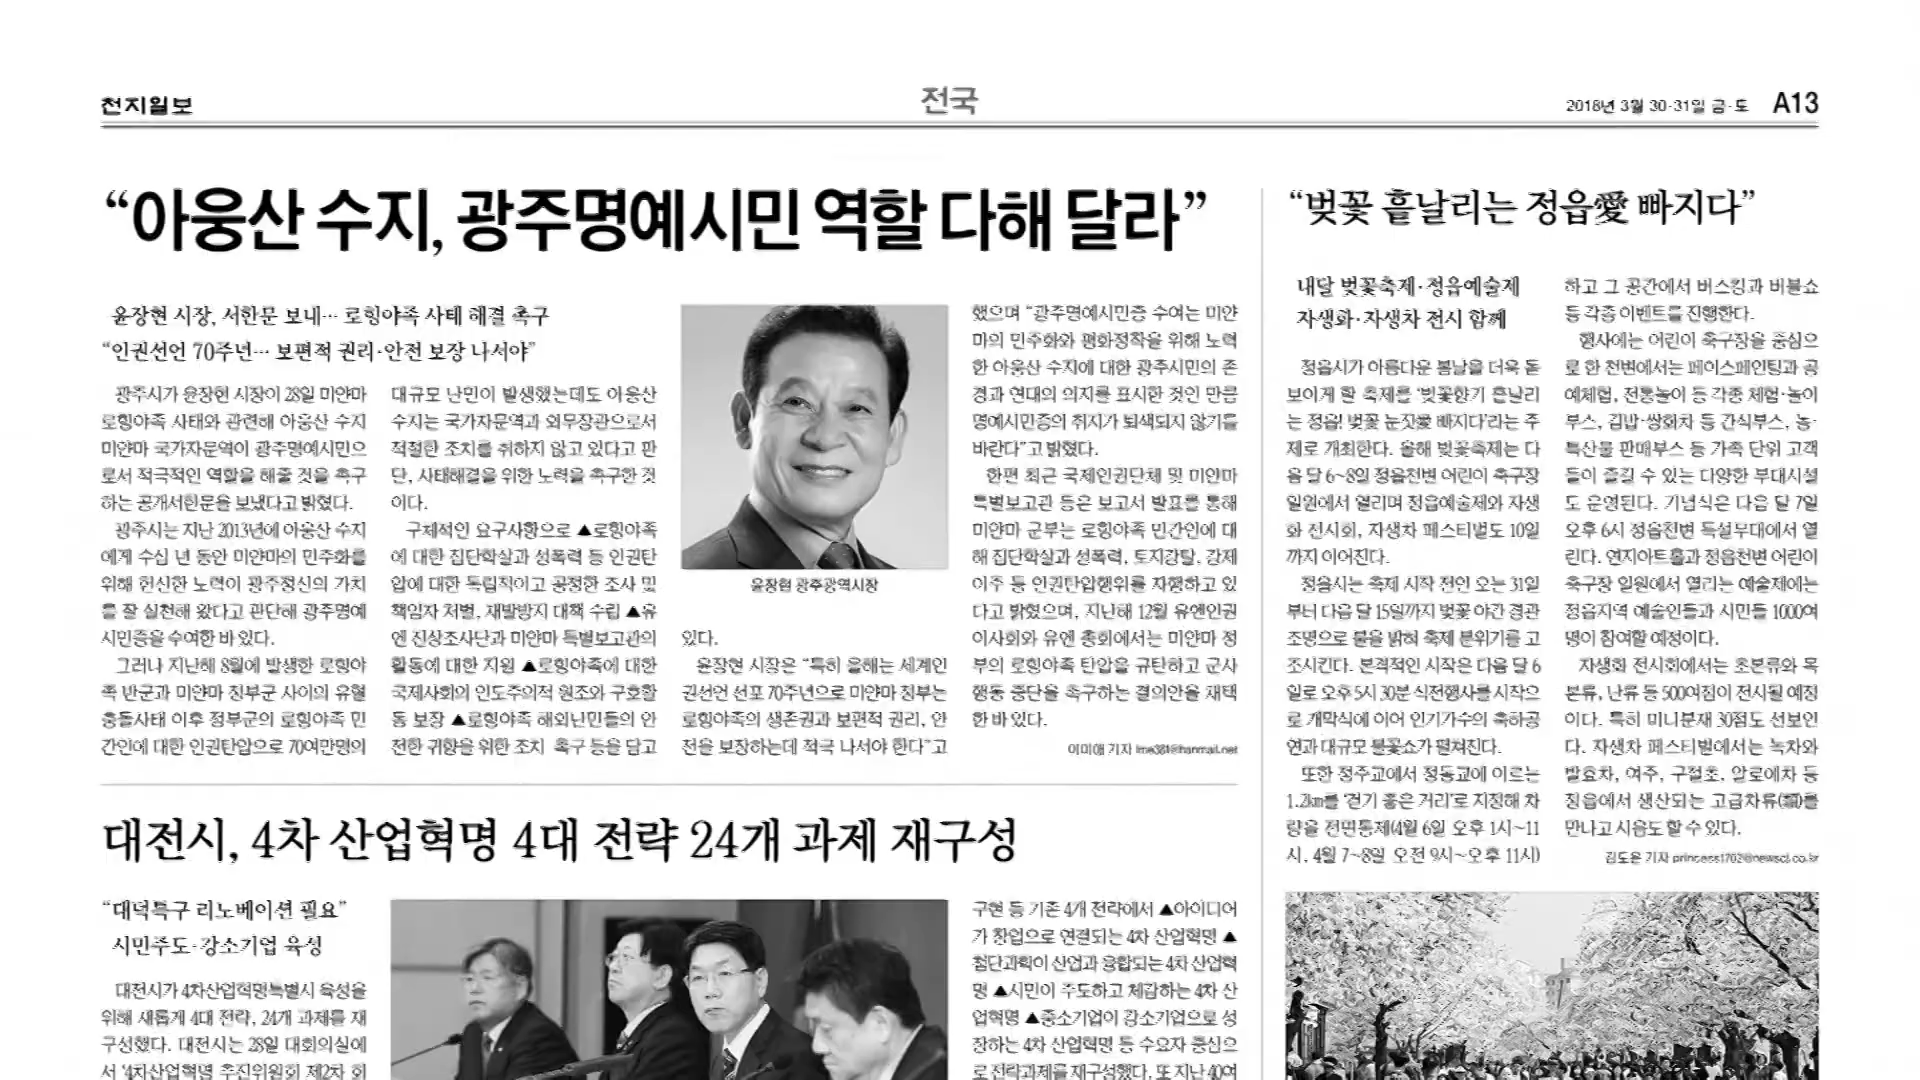 천지일보
전국
2018년 3월 30·31일 금·토 A13
“아웅산 수지, 광주명예시민 역할 다해 달라”
윤장현 시장, 서한문 보내… 로힝야족 사태 해결 촉구
“인권선언 70주년… 보편적 권리·안전 보장 나서야”
광주시가 윤장현 시장이 28일 미얀마
로힝야족 사태와 관련해 아웅산 수지
미얀마 국가자문역이 광주명예시민으
로서 적극적인 역할을 해줄 것을 촉구
하는 공개서한문을 보냈다고 밝혔다.
광주시는 지난 2013년에 아웅산 수지
에게 수십 년 동안 미얀마의 민주화를
위해 헌신한 노력이 광주정신의 가치
를 잘 실천해 왔다고 판단해 광주명예
시민증을 수여한 바 있다.
그러나 지난해 8월에 발생한 로힝야
족 반군과 미얀마 정부군 사이의 유혈
충돌사태 이후 정부군의 로힝야족 민
간인에 대한 인권탄압으로 70여만명의
대규모 난민이 발생했는데도 아웅산
수지는 국가자문역과 외무장관으로서
적절한 조치를 취하지 않고 있다고 판
단, 사태해결을 위한 노력을 촉구한 것
이다.
구체적인 요구사항으로 ▲로힝야족
에 대한 집단학살과 성폭력 등 인권탄
압에 대한 독립적이고 공정한 조사 및
책임자 처벌, 재발방지 대책 수립 ▲유
엔 진상조사단과 미얀마 특별보고관의
활동에 대한 지원 ▲로힝야족에 대한
국제사회의 인도주의적 원조와 구호활
동 보장 ▲로힝야족 해외난민들의 안
전한 귀향을 위한 조치 촉구 등을 담고
윤장현 광주광역시장
있다.
윤장현 시장은 “특히 올해는 세계인
권선언 선포 70주년으로 미얀마 정부는
로힝야족의 생존권과 보편적 권리, 안
전을 보장하는데 적극 나서야 한다”고
했으며 “광주명예시민증 수여는 미얀
마의 민주화와 평화정착을 위해 노력
한 아웅산 수지에 대한 광주시민의 존
경과 연대의 의지를 표시한 것인 만큼
명예시민증의 취지가 퇴색되지 않기를
바란다”고 밝혔다.
한편 최근 국제인권단체 및 미얀마
특별보고관 등은 보고서 발표를 통해
미얀마 군부는 로힝야족 민간인에 대
해 집단학살과 성폭력, 토지강탈, 강제
이주 등 인권탄압행위를 자행하고 있
다고 밝혔으며, 지난해 12월 유엔인권
이사회와 유엔 총회에서는 미얀마 정
부의 로힝야족 탄압을 규탄하고 군사
행동 중단을 촉구하는 결의안을 채택
한 바 있다.
이미애 기자 lme381@hanmail.net
“벚꽃 흩날리는 정읍愛 빠지다”
내달 벚꽃축제·정읍예술제
자생화·자생차 전시 함께
정읍시가 아름다운 봄날을 더욱 돋
보이게 할 축제를 ‘벚꽃향기 흩날리
는 정읍! 벚꽃 눈짓愛 빠지다’라는 주
제로 개최한다. 올해 벚꽃축제는 다
음 달 6~8일 정읍천변 어린이 축구장
일원에서 열리며 정읍예술제와 자생
화 전시회, 자생차 페스티벌도 10일
까지 이어진다.
정읍시는 축제 시작 전인 오는 31일
부터 다음 달 15일까지 벚꽃 야간 경관
조명으로 불을 밝혀 축제 분위기를 고
조시킨다. 본격적인 시작은 다음 달 6
일로 오후 5시 30분 식전행사를 시작으
로 개막식에 이어 인기가수의 축하공
연과 대규모 불꽃쇼가 펼쳐진다.
또한 정주교에서 정동교에 이르는
1.2km를 ‘걷기 좋은 거리’로 지정해 차
량을 전면통제(4월 6일 오후 1시~11
시, 4월 7~8일 오전 9시~오후 11시)
하고 그 공간에서 버스킹과 버블쇼
등 각종 이벤트를 진행한다.
행사에는 어린이 축구장을 중심으
로 한 천변에서는 페이스페인팅과 공
예체험, 전통놀이 등 각종 체험·놀이
부스, 김밥·쌍화차 등 간식부스, 농·
특산물 판매부스 등 가족 단위 고객
들이 즐길 수 있는 다양한 부대시설
도 운영된다. 기념식은 다음 달 7일
오후 6시 정읍천변 특설무대에서 열
린다. 연지아트홀과 정읍천변 어린이
축구장 일원에서 열리는 예술제에는
정읍지역 예술인들과 시민들 1000여
명이 참여할 예정이다.
자생화 전시회에서는 초본류와 목
본류, 난류 등 500여점이 전시될 예정
이다. 특히 미니분재 30점도 선보인
다. 자생차 페스티벌에서는 녹차와
발효차, 여주, 구절초, 알로에차 등
정읍에서 생산되는 고급차류(茶類)를
만나고 시음도 할 수 있다.
김도은 기자 princess1702@newscj.co.kr
대전시, 4차 산업혁명 4대 전략 24개 과제 재구성
“대덕특구 리노베이션 필요”
시민주도·강소기업 육성
대전시가 4차산업혁명특별시 육성을
위해 새롭게 4대 전략, 24개 과제를 재
구성했다. 대전시는 28일 대회의실에
서 ‘4차산업혁명 추진위원회 제2차 회
구현 등 기존 4개 전략에서 ▲아이디어
가 창업으로 연결되는 4차 산업혁명 ▲
첨단과학이 산업과 융합되는 4차 산업혁
명 ▲시민이 주도하고 체감하는 4차 산
업혁명 ▲중소기업이 강소기업으로 성
장하는 4차 산업혁명 등 수요자 중심으
로 전략과제를 재구성했다. 또 지난 40여